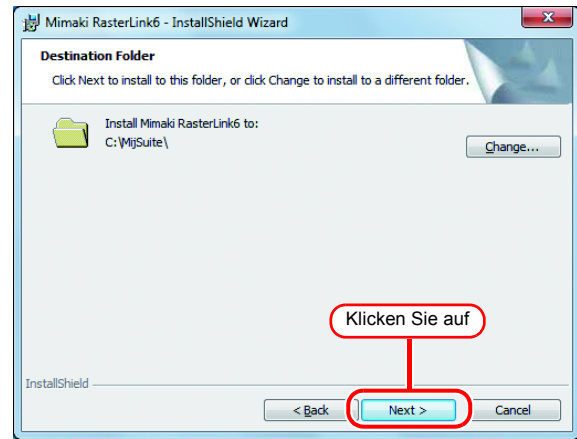 Mimaki RasterLink6 - InstallShield Wizard
Destination Folder
Click Next to install to this folder, or click Change to install to a different folder.
Install Mimaki RasterLink6 to:
C:\MijSuite\
Change...
Klicken Sie auf
InstallShield
< Back
Next >
Cancel